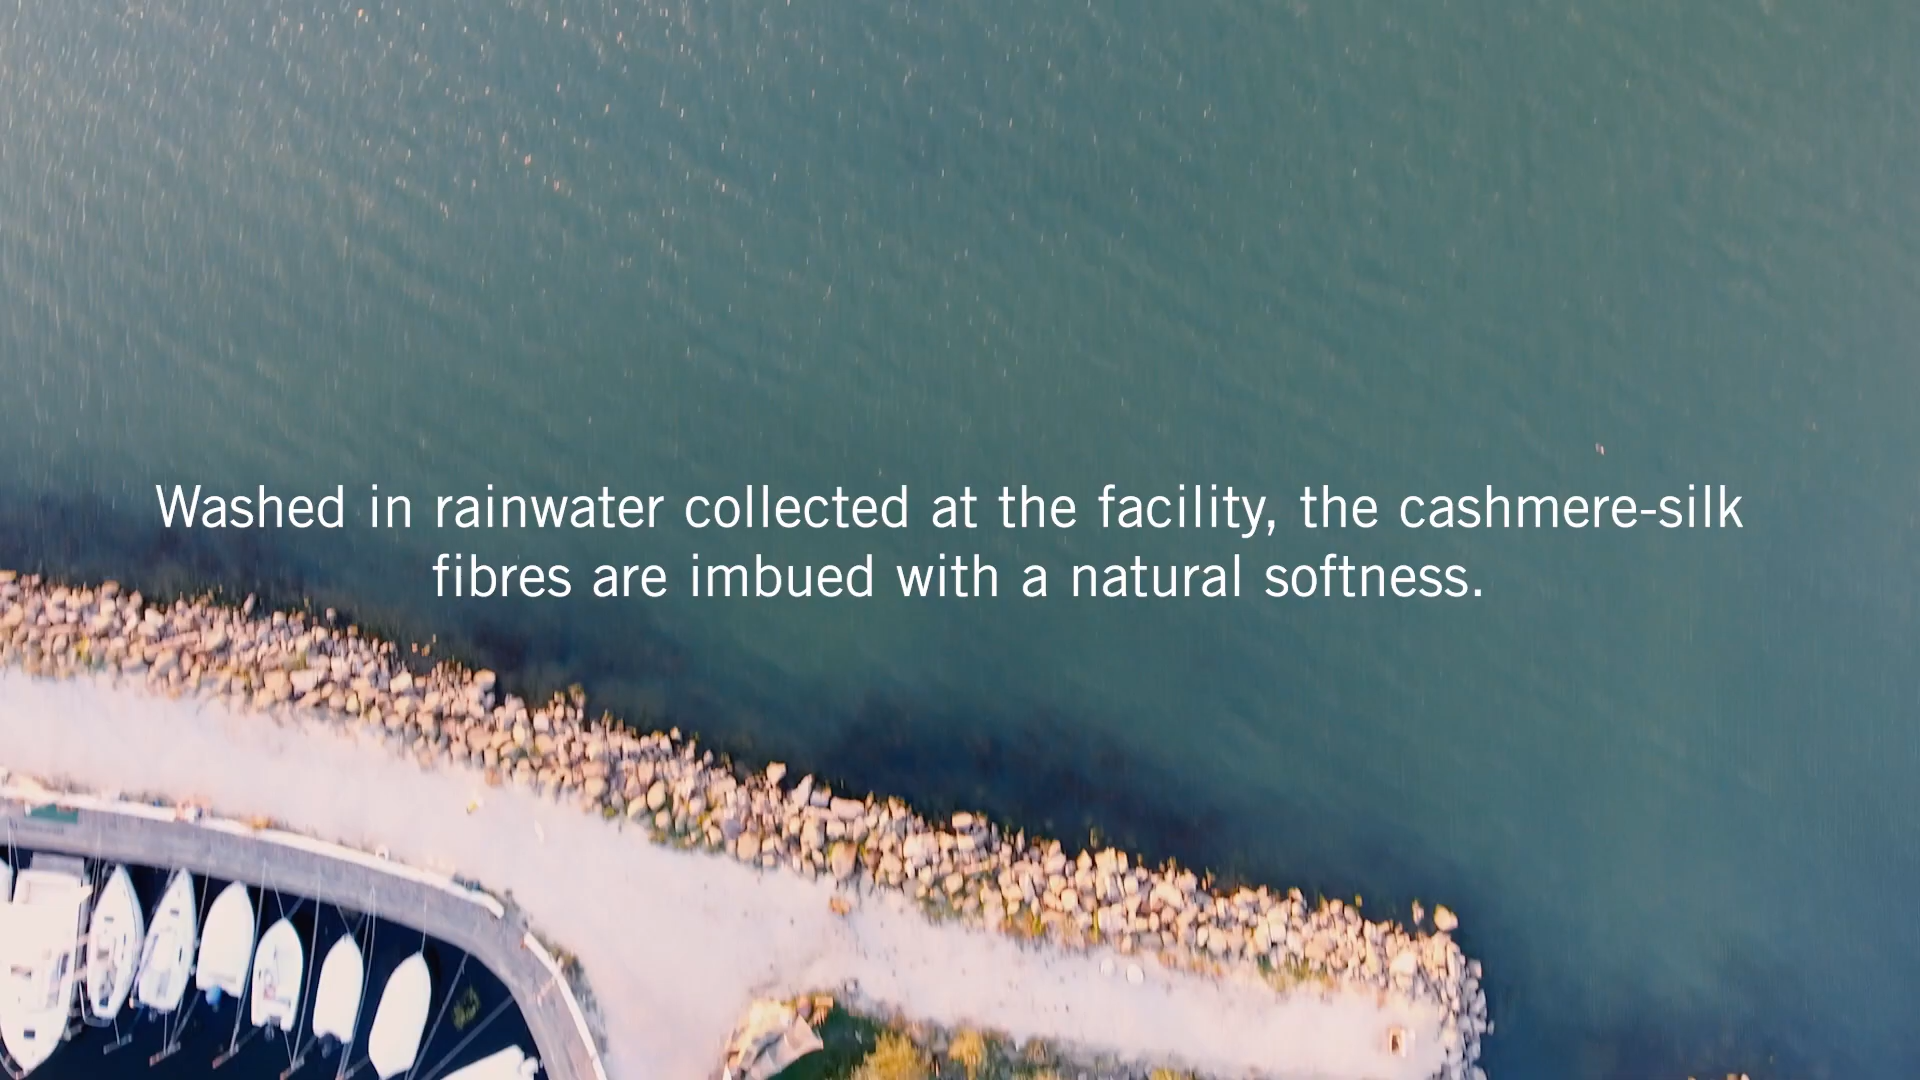 Washed in rainwater collected at the facility, the cashmere-silk
fibres are imbued with a natural softness.